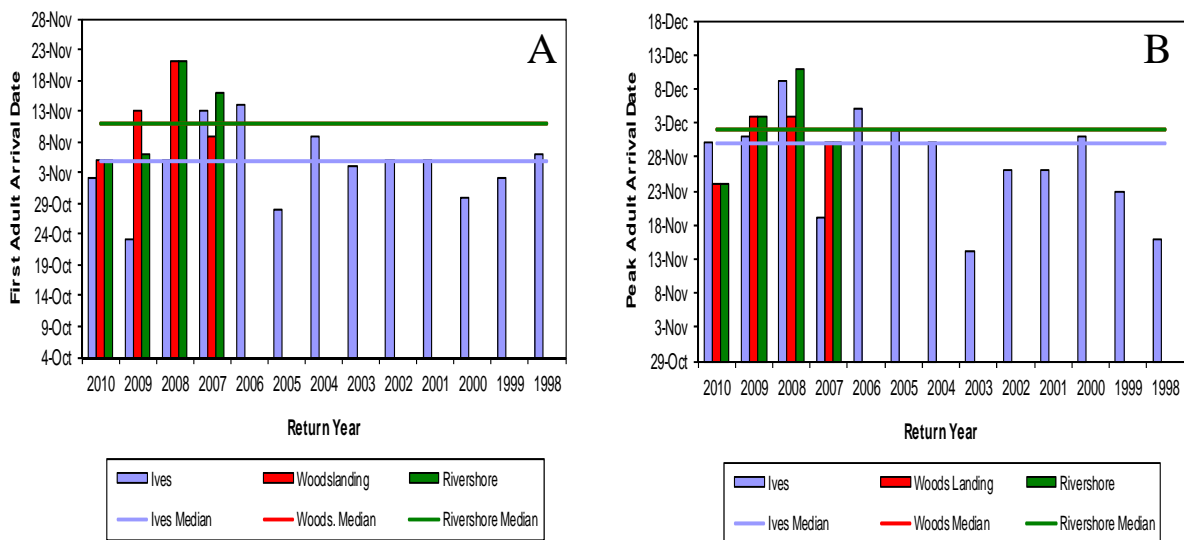 A
First Adult Arrival Date
28-Nov
23-Nov
18-Nov
13-Nov
8-Nov
3-Nov
29-Oct
24-Oct
19-Oct
14-Oct
9-Oct
4-Oct
2010 2009 2008 2007 2006 2005 2004 2003 2002 2001 2000 1999 1998
Return Year
Ives Woodslanding Rivershore
Ives Median Woods. Median Rivershore Median
B
Peak Adult Arrival Date
18-Dec
13-Dec
8-Dec
3-Dec
28-Nov
23-Nov
18-Nov
13-Nov
8-Nov
3-Nov
29-Oct
2010 2009 2008 2007 2006 2005 2004 2003 2002 2001 2000 1999 1998
Return Year
Ives Woods Landing Rivershore
Ives Median Woods Median Rivershore Median